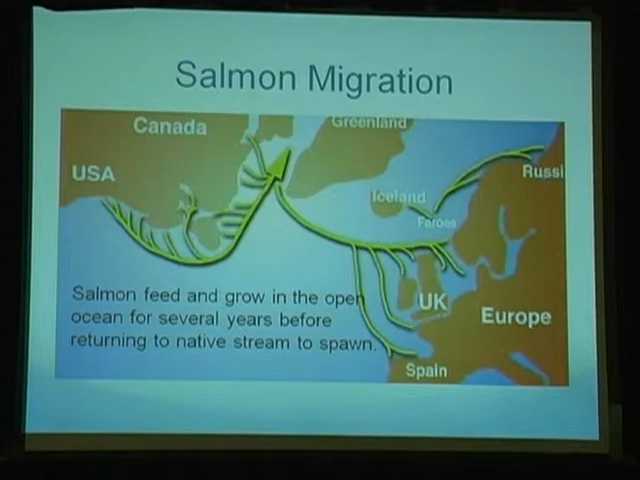 Salmon Migration
Canada
Greenland
USA
Russi
Iceland
Faroes
Salmon feed and grow in the open
ocean for several years before
returning to native stream to spawn.
UK
Europe
Spain